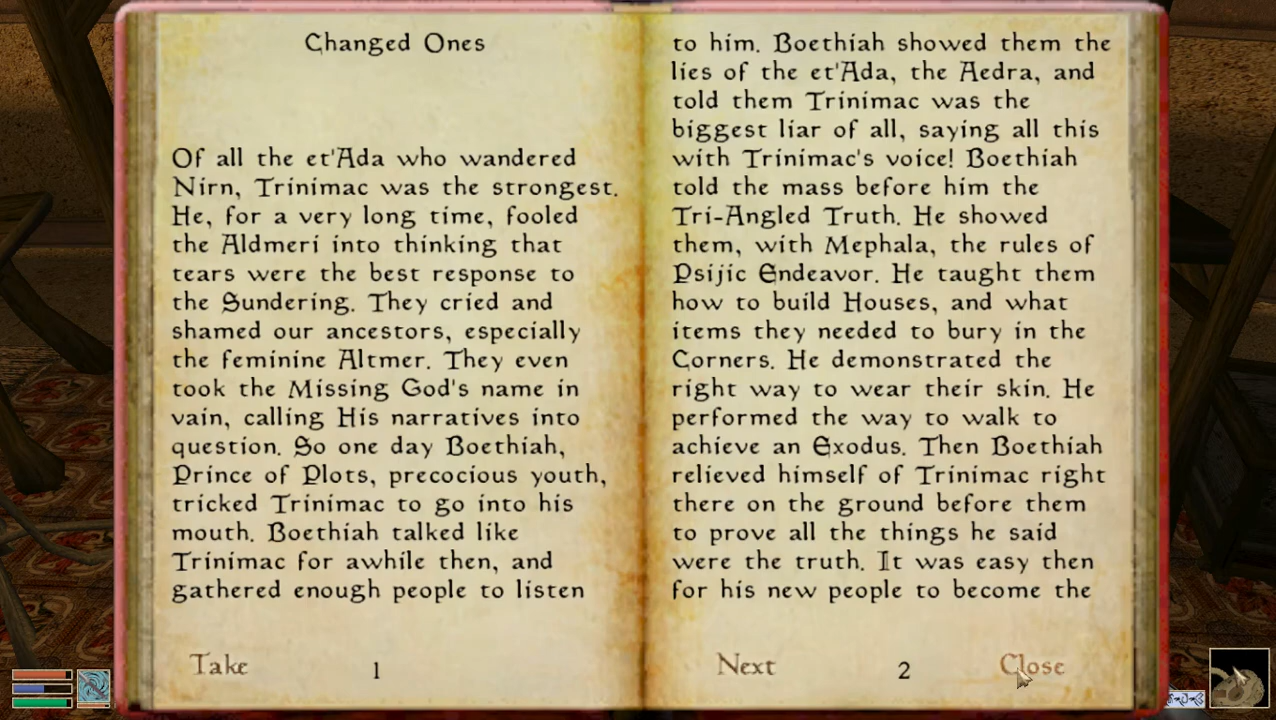 Changed Ones
Of all the et'Ada who wandered
Nirn, Trinimac was the strongest.
He, for a very long time, fooled
the Aldmeri into thinking that
tears were the best response to
the Sundering. They cried and
shamed our ancestors, especially
the feminine Altmer. They even
took the Missing God's name in
vain, calling His narratives into
question. So one day Boethiah,
Prince of Plots, precocious youth,
tricked Trinimac to go into his
mouth. Boethiah talked like
Trinimac for awhile then, and
gathered enough people to listen
Take
1
to him. Boethiah showed them the
lies of the et'Ada, the Aedra, and
told them Trinimac was the
biggest liar of all, saying all this
with Trinimac's voice! Boethiah
told the mass before him the
Tri-Angled Truth. He showed
them, with Mephala, the rules of
Psijic Endeavor. He taught them
how to build Houses, and what
items they needed to bury in the
Corners. He demonstrated the
right way to wear their skin. He
performed the way to walk to
achieve an Exodus. Then Boethiah
relieved himself of Trinimac right
there on the ground before them
to prove all the things he said
were the truth. It was easy then
for his new people to become the
Next
2
Close